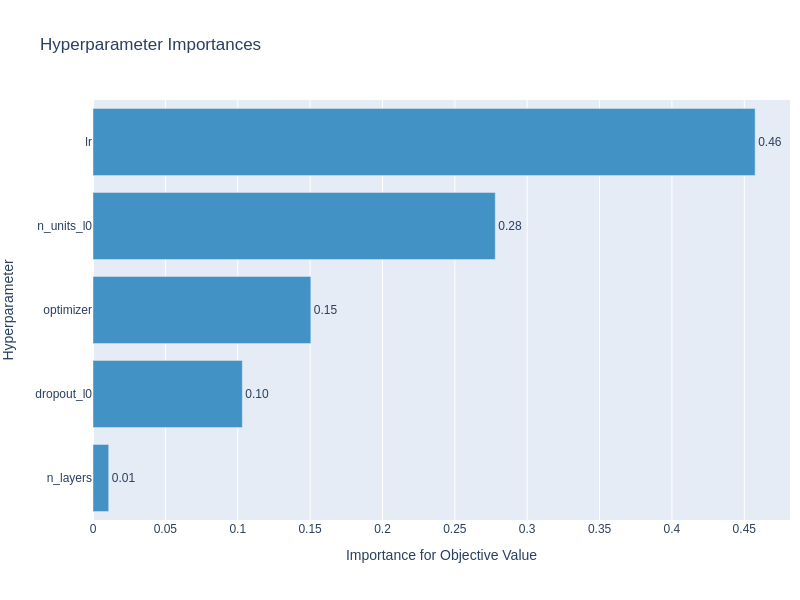 Hyperparameter Importances
Hyperparameter
lr
0.46
n_units_l0
0.28
optimizer
0.15
dropout_l0
0.10
n_layers
0.01
0
0.05
0.1
0.15
0.2
0.25
0.3
0.35
0.4
0.45
Importance for Objective Value